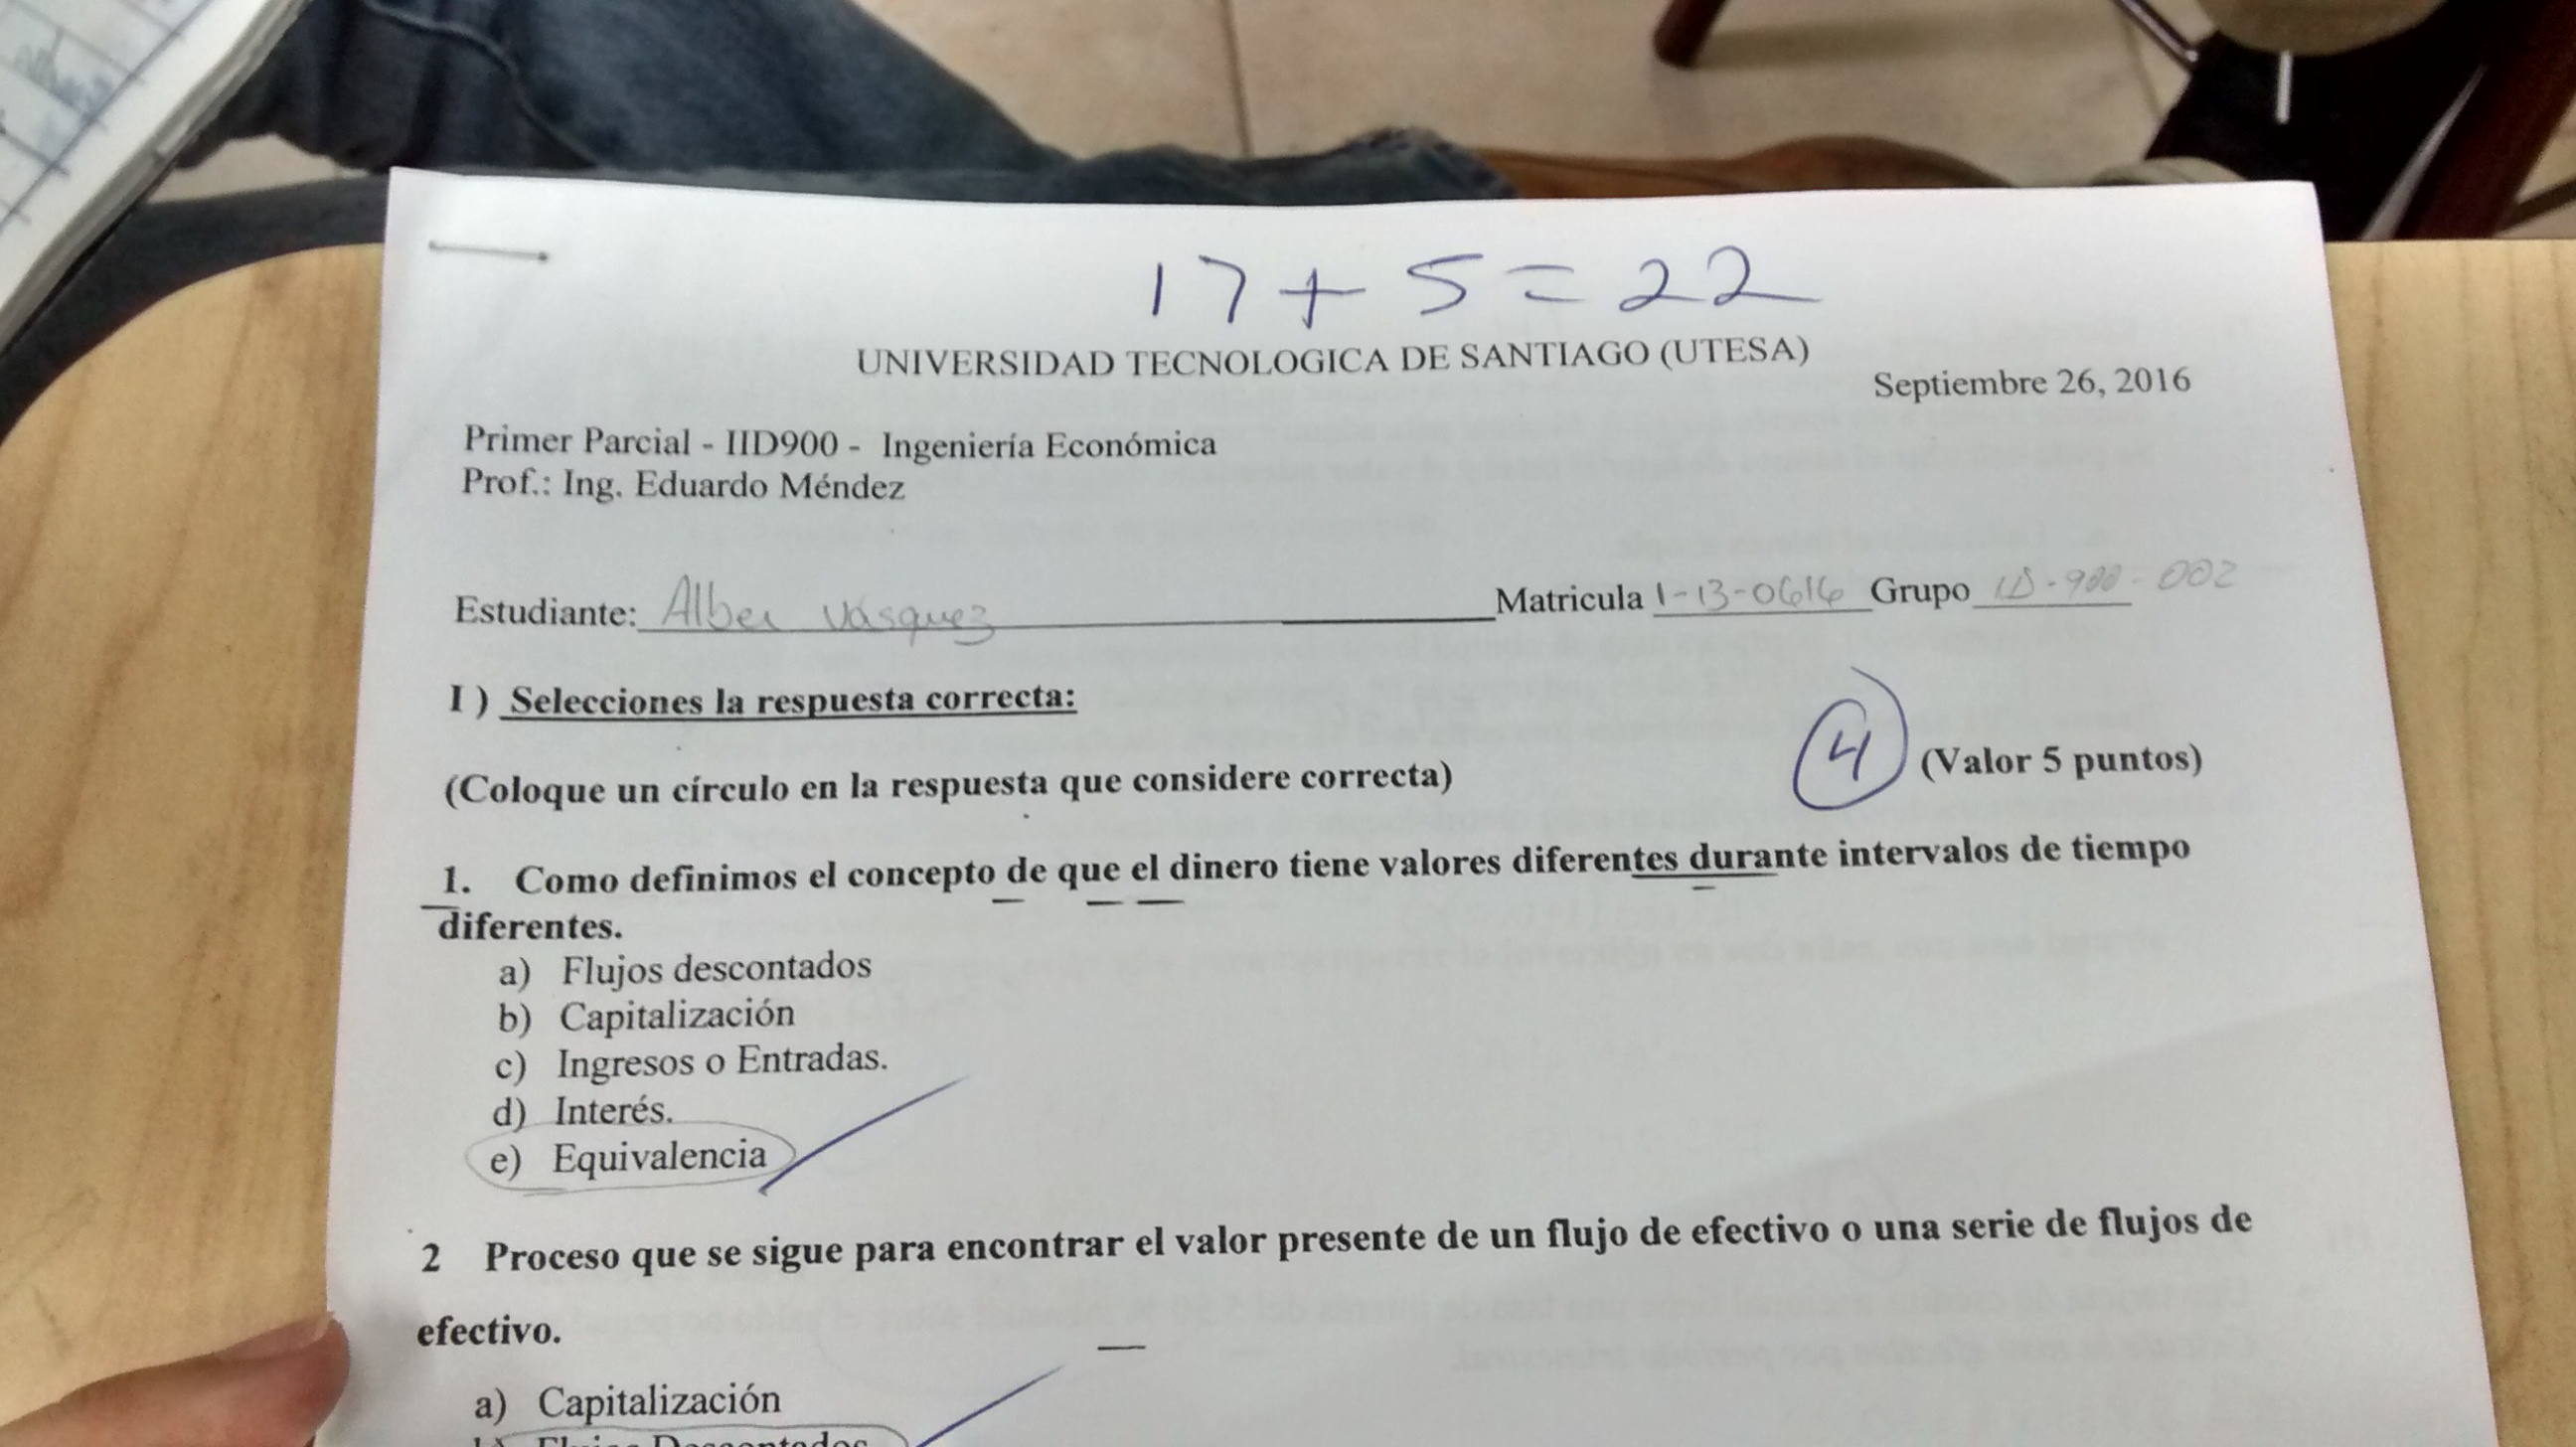 17 + 5 = 22
UNIVERSIDAD TECNOLOGICA DE SANTIAGO (UTESA)
Septiembre 26, 2016
Primer Parcial - IID900 - Ingeniería Económica
Prof.: Ing. Eduardo Méndez
Estudiante: Alber Vasquez Matricula 1-13-0616 Grupo ID-900-002
I ) Selecciones la respuesta correcta:
(Coloque un círculo en la respuesta que considere correcta) 4 (Valor 5 puntos)
1. Como definimos el concepto de que el dinero tiene valores diferentes durante intervalos de tiempo
diferentes.
a) Flujos descontados
b) Capitalización
c) Ingresos o Entradas.
d) Interés.
e) Equivalencia
2 Proceso que se sigue para encontrar el valor presente de un flujo de efectivo o una serie de flujos de
efectivo.
a) Capitalización
b) Flujos Descontados